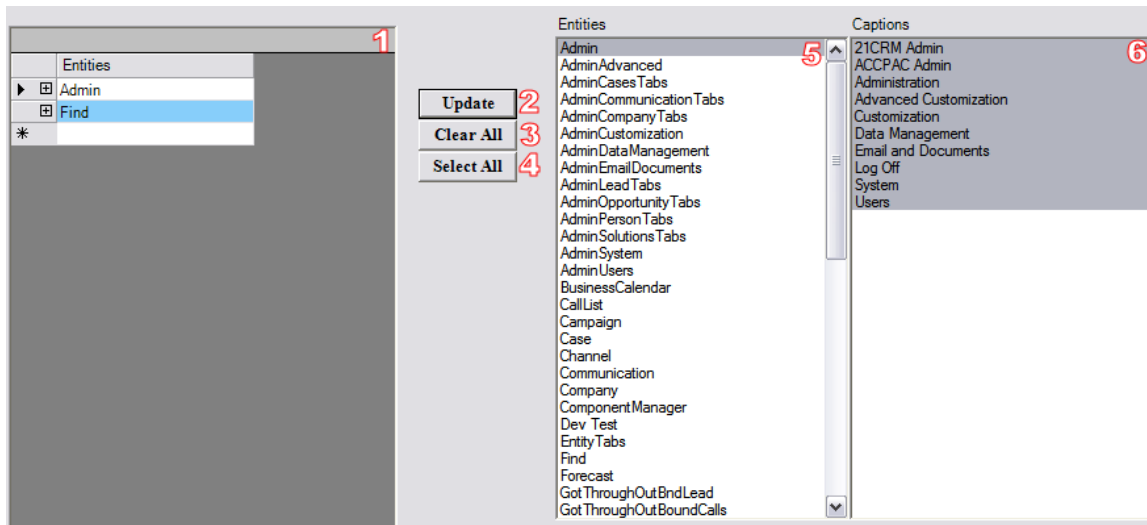 1
Entities
Admin
Find
Update 2
Clear All 3
Select All 4
Entities
5
Admin
AdminAdvanced
AdminCasesTabs
AdminCommunicationTabs
AdminCompanyTabs
AdminCustomization
AdminDataManagement
AdminEmailDocuments
AdminLeadTabs
AdminOpportunityTabs
AdminPersonTabs
AdminSolutionsTabs
AdminSystem
AdminUsers
BusinessCalendar
CallList
Campaign
Case
Channel
Communication
Company
ComponentManager
Dev Test
EntityTabs
Find
Forecast
GotThroughOutBndLead
GotThroughOutBoundCalls
Captions
6
21CRM Admin
ACCPAC Admin
Administration
Advanced Customization
Customization
Data Management
Email and Documents
Log Off
System
Users